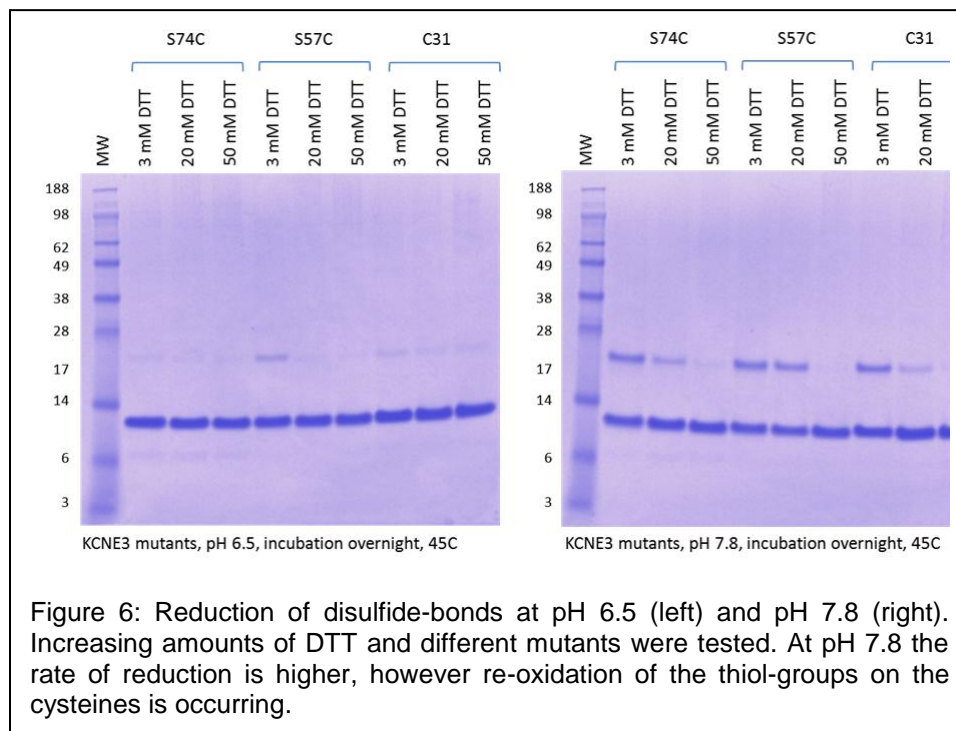 S74C S57C C31 S74C S57C C31
MW 3 mM DTT 20 mM DTT 50 mM DTT 3 mM DTT 20 mM DTT 50 mM DTT 3 mM DTT 20 mM DTT 50 mM DTT MW 3 mM DTT 20 mM DTT 50 mM DTT 3 mM DTT 20 mM DTT 50 mM DTT 3 mM DTT 20 mM DTT
188 188
98 98
62 62
49 49
38 38
28 28
17 17
14 14
6 6
3 3
KCNE3 mutants, pH 6.5, incubation overnight, 45C KCNE3 mutants, pH 7.8, incubation overnight, 45C
Figure 6: Reduction of disulfide-bonds at pH 6.5 (left) and pH 7.8 (right).
Increasing amounts of DTT and different mutants were tested. At pH 7.8 the
rate of reduction is higher, however re-oxidation of the thiol-groups on the
cysteines is occurring.